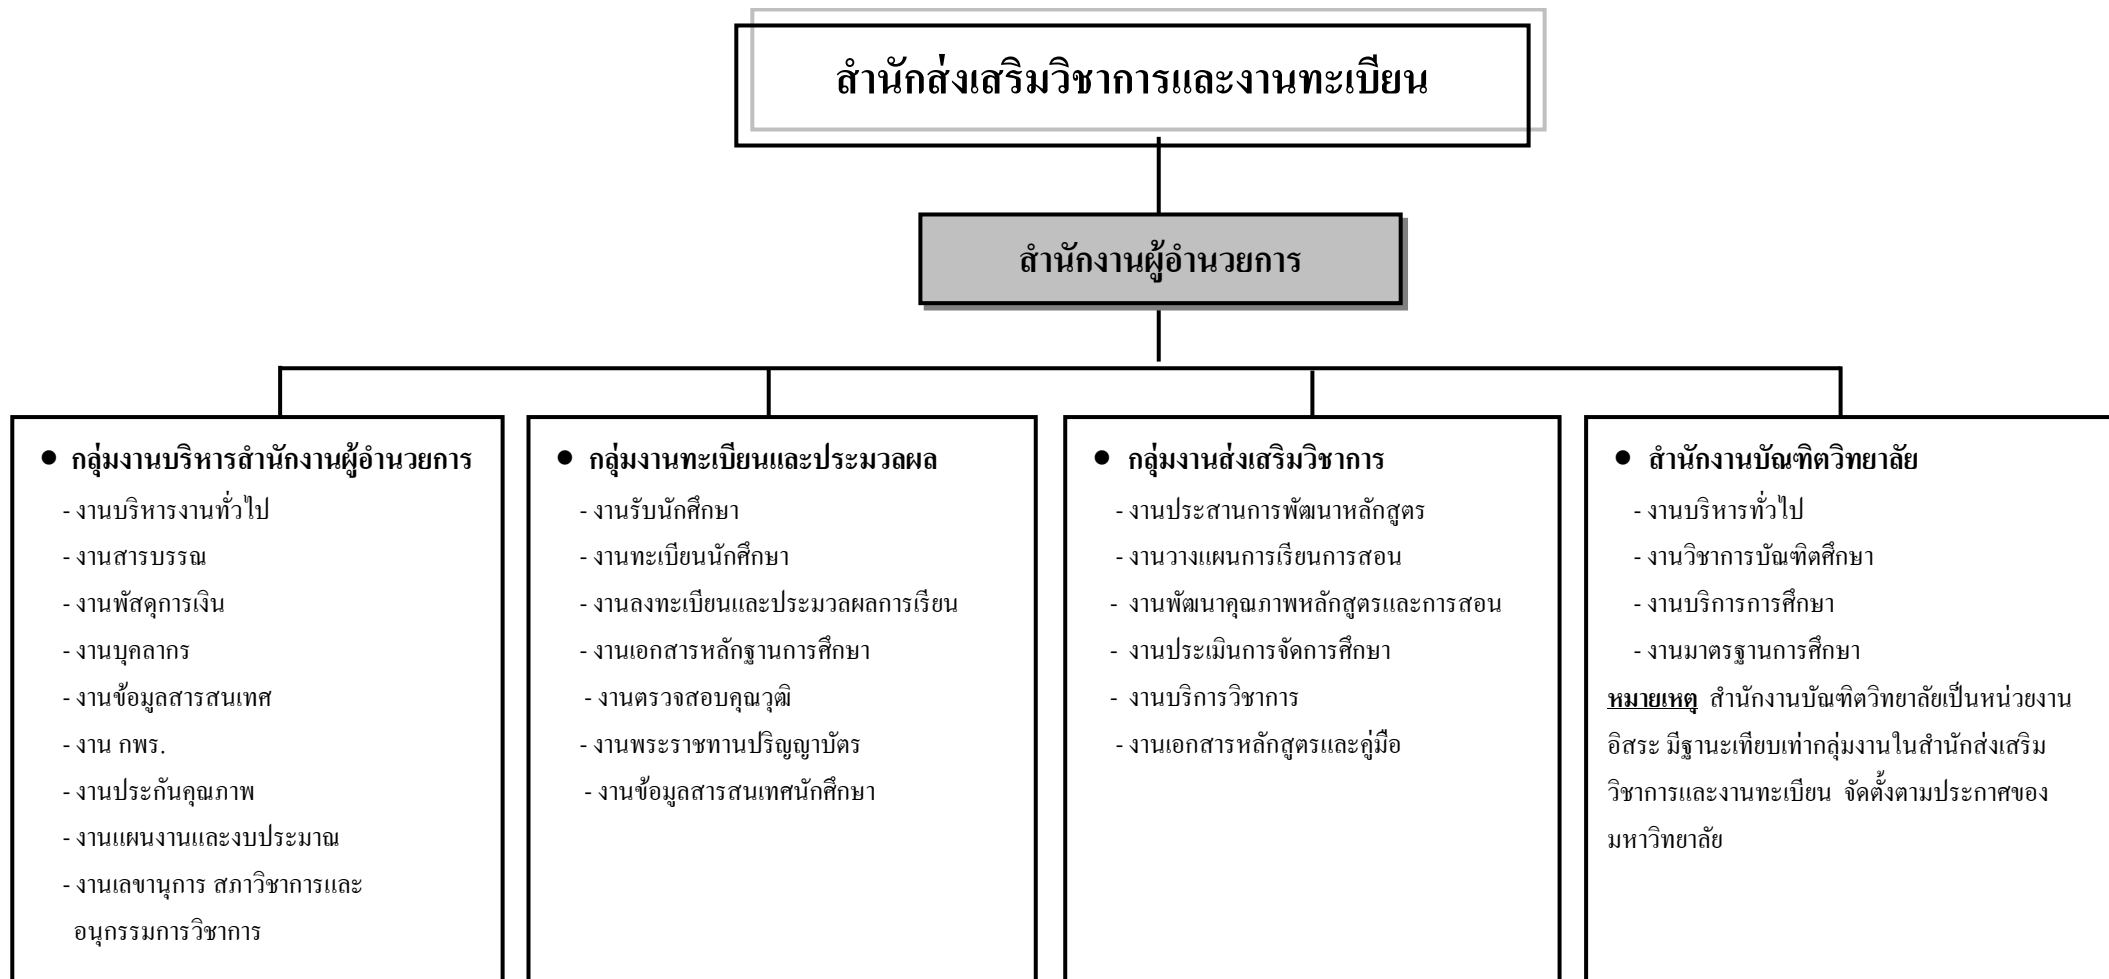 สำนักส่งเสริมวิชาการและงานทะเบียน
สำนักงานผู้อำนวยการ
● กลุ่มงานบริหารสำนักงานผู้อำนวยการ
- งานบริหารงานทั่วไป
- งานสารบรรณ
- งานพัสดุการเงิน
- งานบุคลากร
- งานข้อมูลสารสนเทศ
- งาน กพร.
- งานประกันคุณภาพ
- งานแผนงานและงบประมาณ
- งานเลขานุการ สภาวิชาการและ
อนุกรรมการวิชาการ
● กลุ่มงานทะเบียนและประมวลผล
- งานรับนักศึกษา
- งานทะเบียนนักศึกษา
- งานลงทะเบียนและประมวลผลการเรียน
- งานเอกสารหลักฐานการศึกษา
- งานตรวจสอบคุณวุฒิ
- งานพระราชทานปริญญาบัตร
- งานข้อมูลสารสนเทศนักศึกษา
● กลุ่มงานส่งเสริมวิชาการ
- งานประสานการพัฒนาหลักสูตร
- งานวางแผนการเรียนการสอน
- งานพัฒนาคุณภาพหลักสูตรและการสอน
- งานประเมินการจัดการศึกษา
- งานบริการวิชาการ
- งานเอกสารหลักสูตรและคู่มือ
● สำนักงานบัณฑิตวิทยาลัย
- งานบริหารทั่วไป
- งานวิชาการบัณฑิตศึกษา
- งานบริการการศึกษา
- งานมาตรฐานการศึกษา
หมายเหตุ สำนักงานบัณฑิตวิทยาลัยเป็นหน่วยงาน
อิสระ มีฐานะเทียบเท่ากลุ่มงานในสำนักส่งเสริม
วิชาการและงานทะเบียน จัดตั้งตามประกาศของ
มหาวิทยาลัย